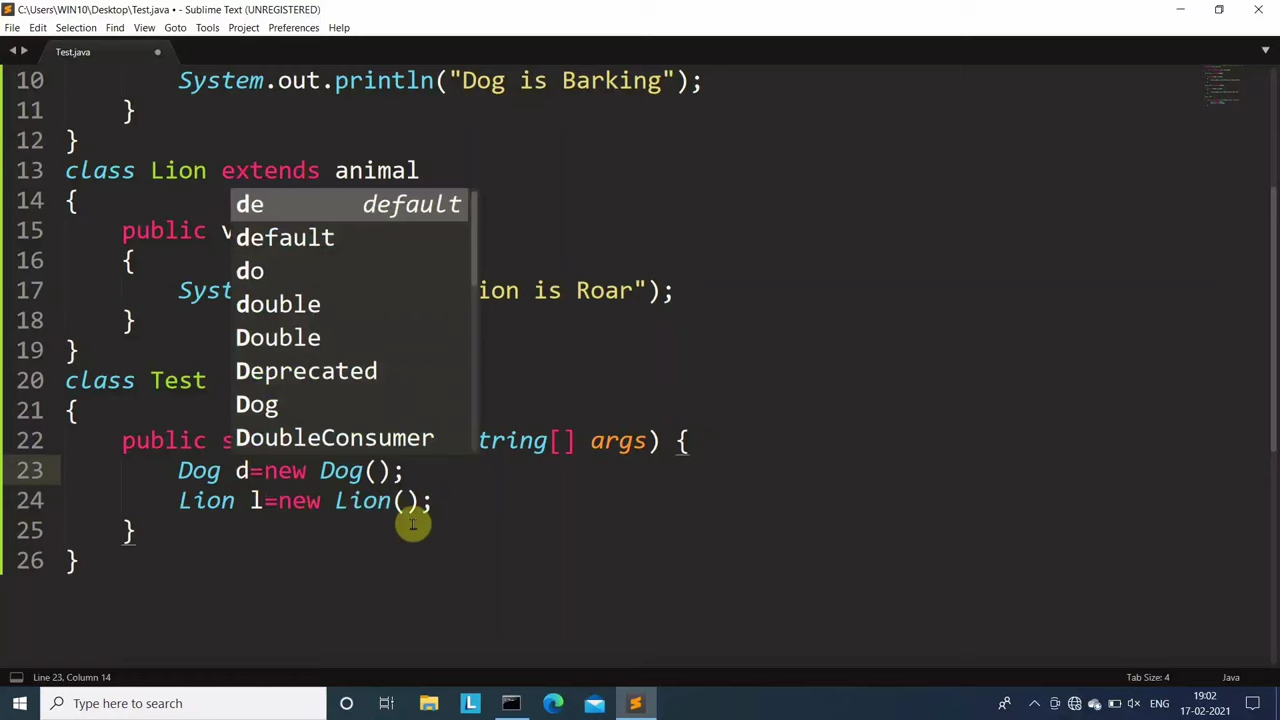 C:\Users\WIN10\Desktop\Test.java • - Sublime Text (UNREGISTERED)
File Edit Selection Find View Goto Tools Project Preferences Help
Test.java
10 System.out.println("Dog is Barking");
11 }
12 }
13 class Lion extends animal
14 {
de default
15 public v
default
16 {
do
17 Syst ion is Roar");
double
18 }
Double
19 }
Deprecated
20 class Test
Dog
21 {
DoubleConsumer
22 public s tring[] args) {
23 Dog d=new Dog();
24 Lion l=new Lion();
25 }
26 }
Line 23, Column 14 Tab Size: 4 Java
Type here to search L ENG 19:02
17-02-2021